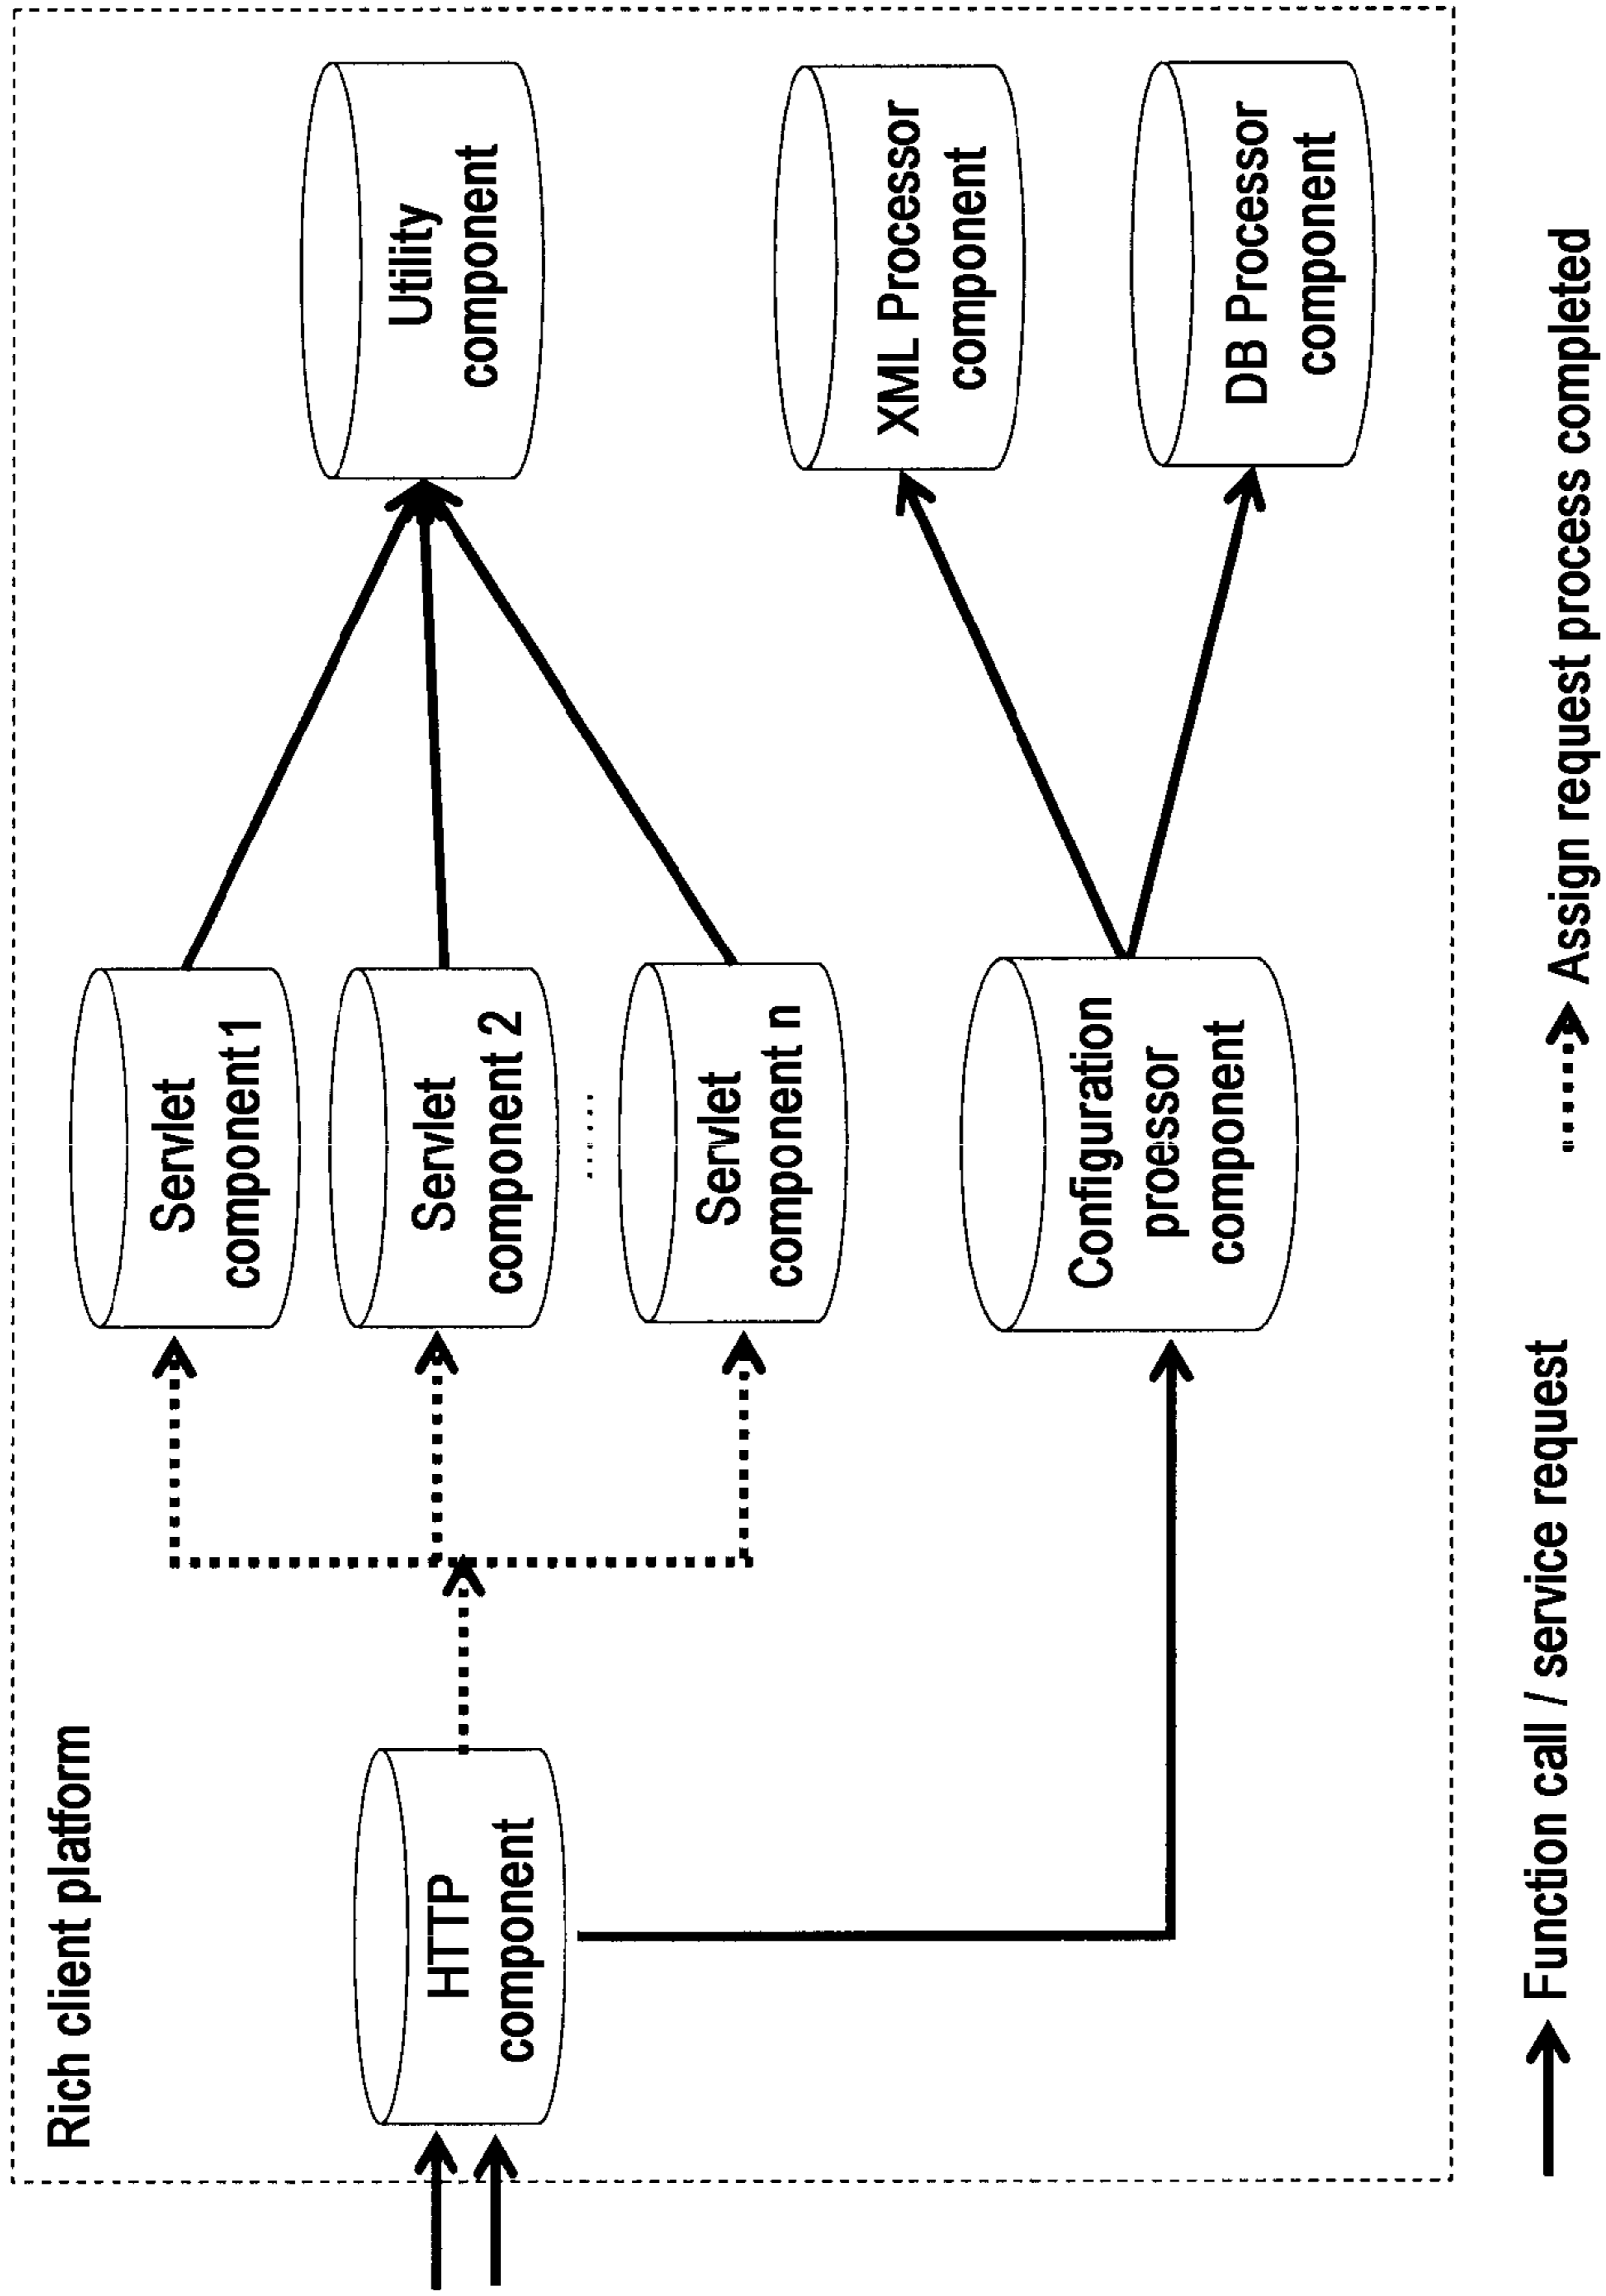 Rich client platform
HTTP
component
Servlet
component 1
Servlet
component 2
......
Servlet
component n
Configuration
proessor
component
Utility
component
XML Processor
component
DB Processor
component
Function call / service request
Assign request process completed